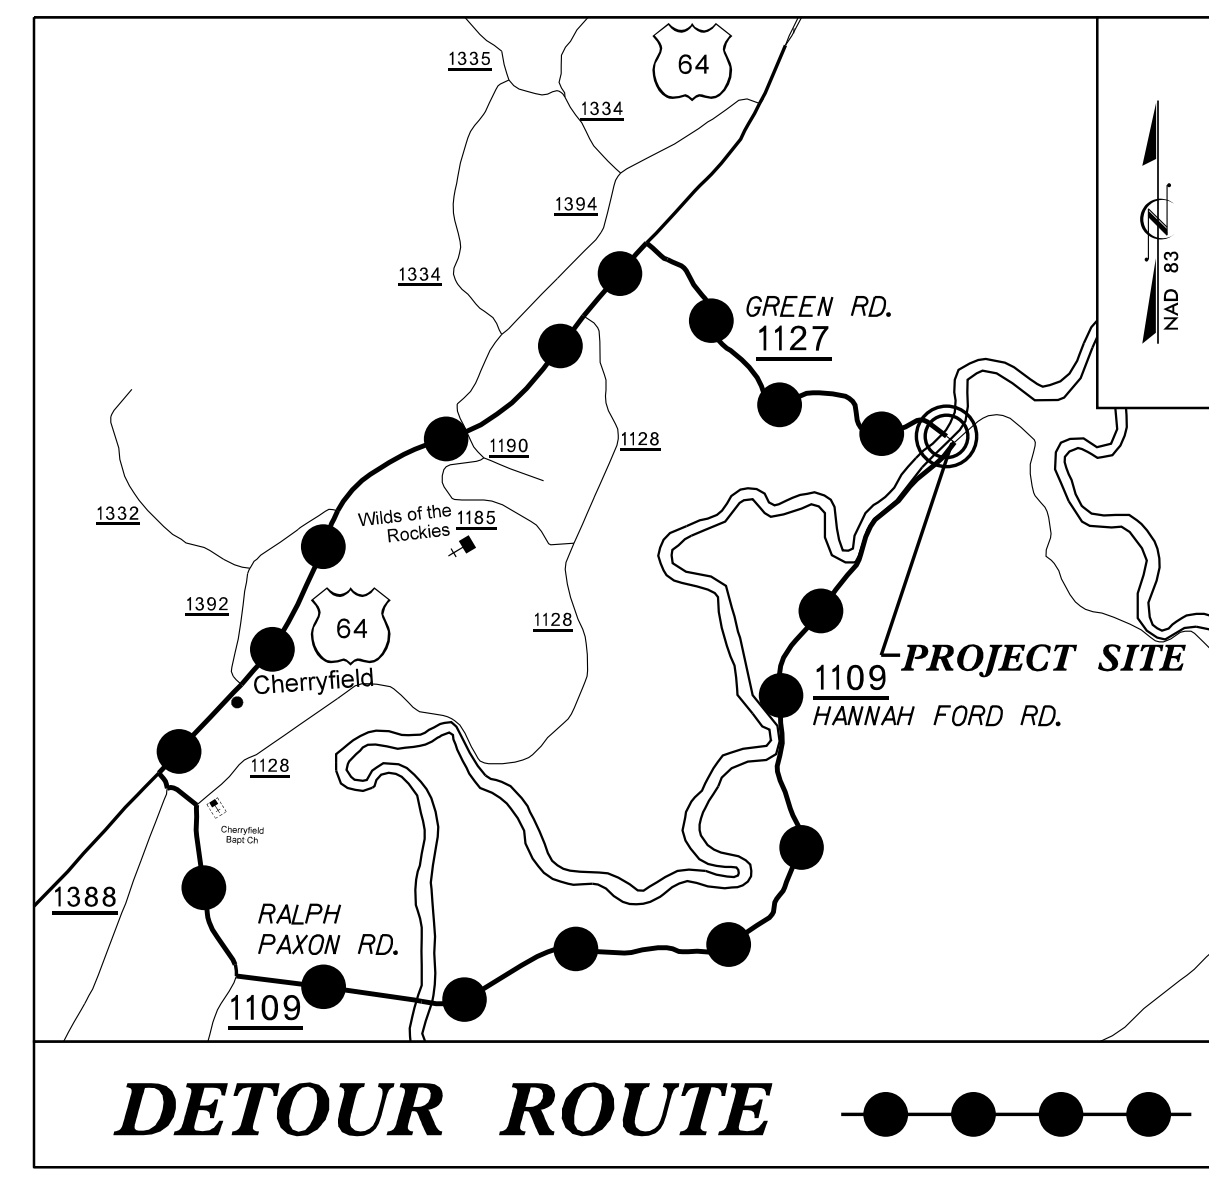 1335
64
1334
1394
1334
NAD 83
GREEN RD.
1127
1190
1128
1332
Wilds of the
Rockies
1185
1392
64
1128
PROJECT SITE
Cherryfield
1109
HANNAH FORD RD.
1128
Cherryfield
Bapt Ch
1388
RALPH
PAXON RD.
1109
DETOUR ROUTE